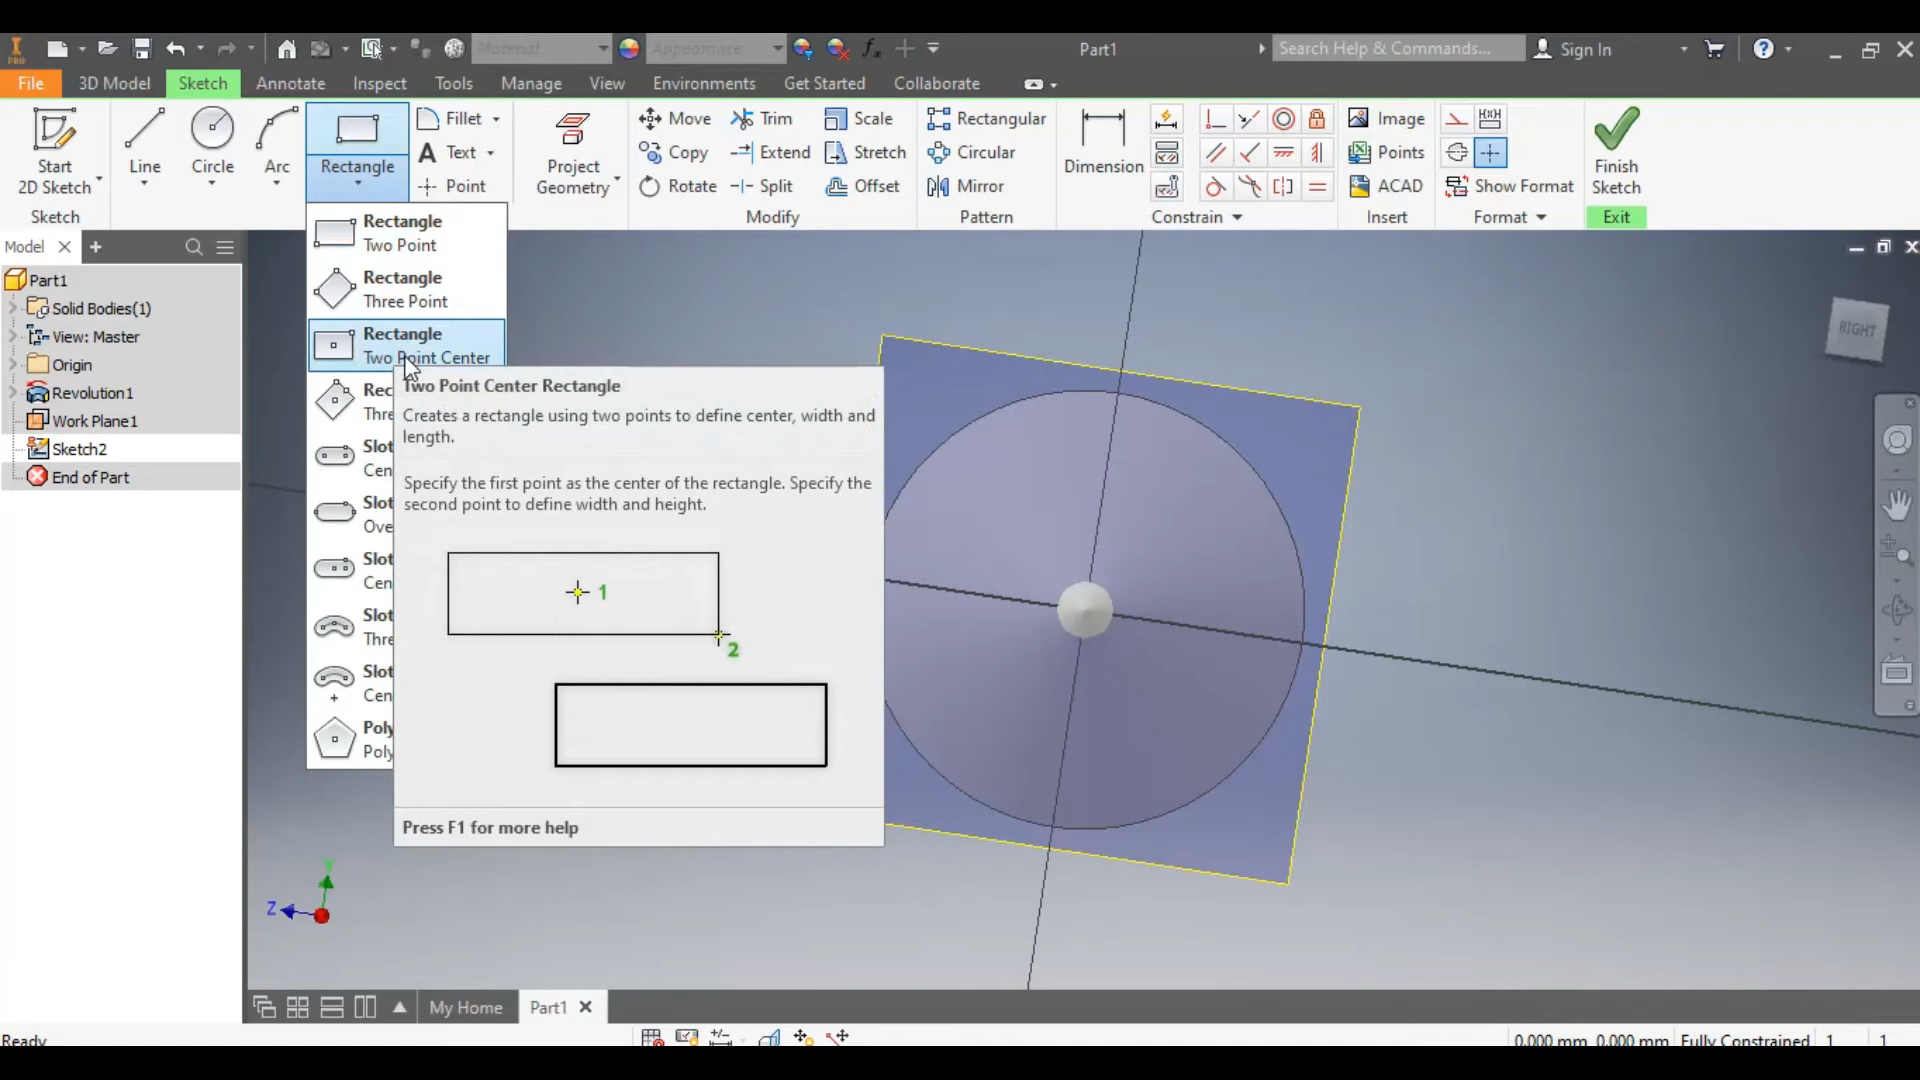 PRO
Material
Appearance
fx
Part1
Search Help & Commands...
Sign In
File
3D Model
Sketch
Annotate
Inspect
Tools
Manage
View
Environments
Get Started
Collaborate
Start
2D Sketch
Line
Circle
Arc
Rectangle
Fillet
Text
Point
Project
Geometry
Move
Copy
Rotate
Trim
Extend
Split
Scale
Stretch
Offset
Rectangular
Circular
Mirror
Dimension
Image
Points
ACAD
Show Format
Finish
Sketch
Sketch
Modify
Pattern
Constrain
Insert
Format
Exit
Model
Part1
Solid Bodies(1)
View: Master
Origin
Revolution1
Work Plane1
Sketch2
End of Part
Rectangle
Two Point
Rectangle
Three Point
Rectangle
Two Point Center
Rec
Thre
Slot
Cen
Slot
Ove
Slot
Cen
Slot
Thre
Slot
Cen
Poly
Poly
Two Point Center Rectangle
Creates a rectangle using two points to define center, width and
length.
Specify the first point as the center of the rectangle. Specify the
second point to define width and height.
1
2
Press F1 for more help
RIGHT
Y
Z
My Home
Part1
Ready
0.000 mm, 0.000 mm
Fully Constrained
1
1